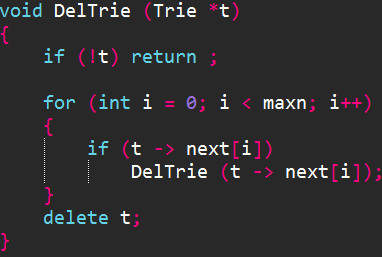 void DelTrie (Trie *t)
{
    if (!t) return ;
    for (int i = 0; i < maxn; i++)
    {
        if (t -> next[i])
            DelTrie (t -> next[i]);
    }
    delete t;
}